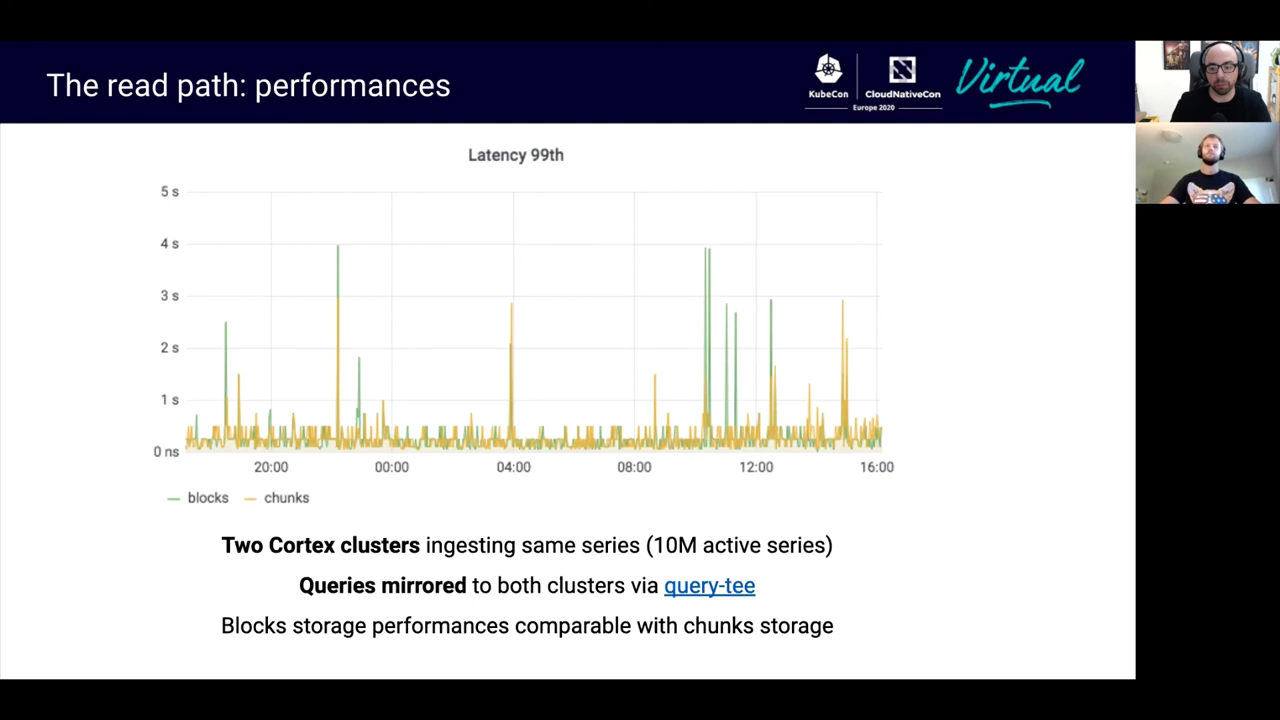 The read path: performances
KubeCon
CloudNativeCon
Europe 2020
Virtual
Latency 99th
5 s
4 s
3 s
2 s
1 s
0 ns
20:00
00:00
04:00
08:00
12:00
16:00
blocks
chunks
Two Cortex clusters ingesting same series (10M active series)
Queries mirrored to both clusters via query-tee
Blocks storage performances comparable with chunks storage